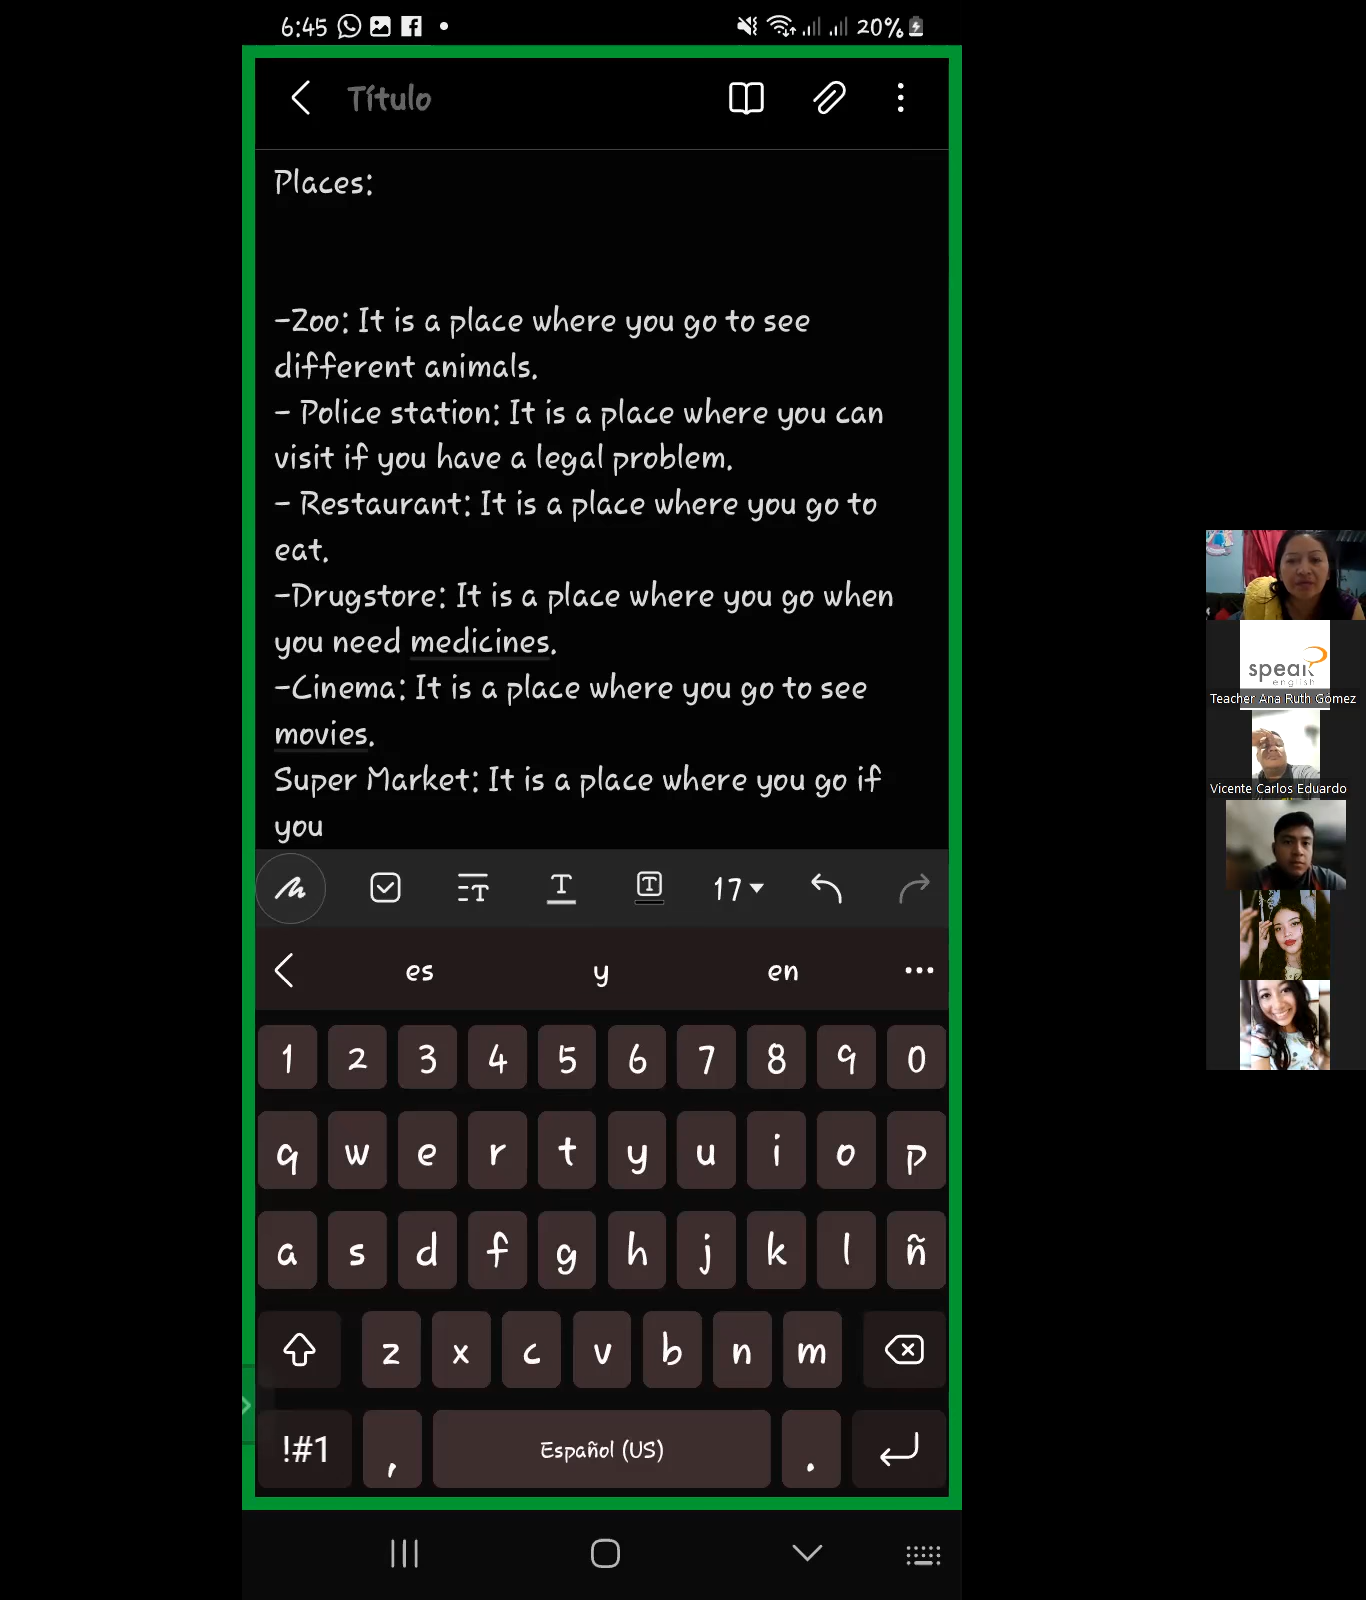 6:45 20%
Título
Places:
-Zoo: It is a place where you go to see
different animals.
- Police station: It is a place where you can
visit if you have a legal problem.
- Restaurant: It is a place where you go to
eat.
-Drugstore: It is a place where you go when
you need medicines.
-Cinema: It is a place where you go to see
movies.
Super Market: It is a place where you go if
you
17
es y en
1 2 3 4 5 6 7 8 9 0
q w e r t y u i o p
a s d f g h j k l ñ
z x c v b n m
!#1 , Español (US) .
speak
english
Teacher Ana Ruth Gómez
Vicente Carlos Eduardo